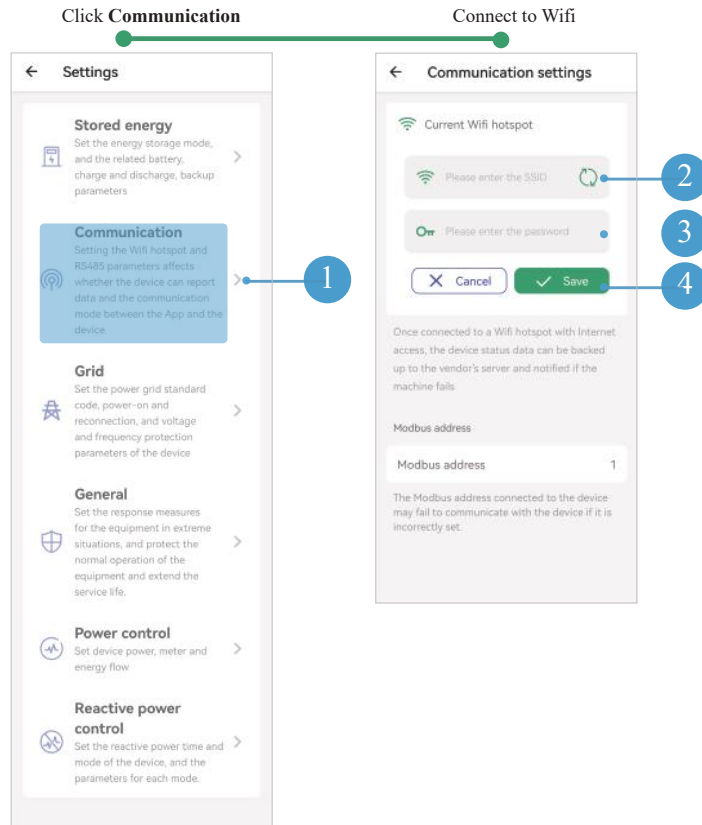 Click Communication
Connect to Wifi
Settings
Stored energy
Set the energy storage mode,
and the related battery,
charge and discharge, backup
parameters
Communication
Setting the Wifi hotspot and
RS485 parameters affects
whether the device can report
data and the communication
mode between the App and the
device.
1
Grid
Set the power grid standard
code, power-on and
reconnection, and voltage
and frequency protection
parameters of the device
General
Set the response measures
for the equipment in extreme
situations, and protect the
normal operation of the
equipment and extend the
service life.
Power control
Set device power, meter and
energy flow
Reactive power
control
Set the reactive power time and
mode of the device, and the
parameters for each mode.
Communication settings
Current Wifi hotspot
Please enter the SSID
2
Please enter the password
3
Cancel
Save
4
Once connected to a Wifi hotspot with Internet
access, the device status data can be backed
up to the vendor's server and notified if the
machine fails
Modbus address
Modbus address 1
The Modbus address connected to the device
may fail to communicate with the device if it is
incorrectly set.